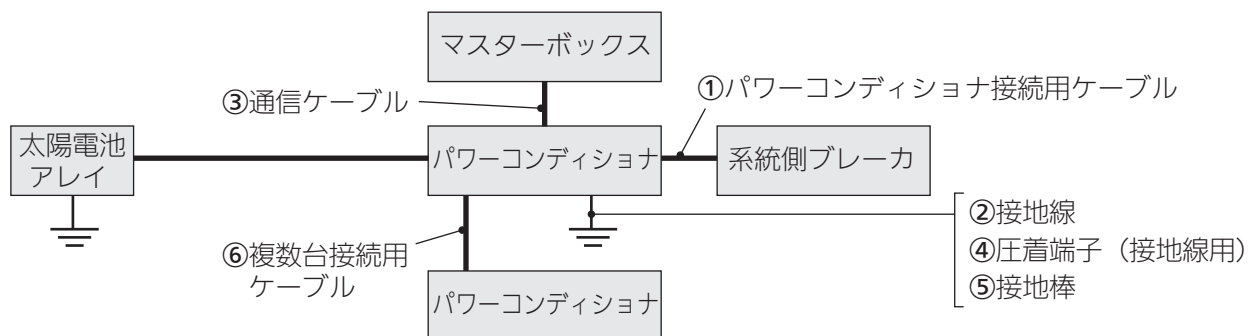 マスターボックス
①パワーコンディショナ接続用ケーブル
③通信ケーブル
太陽電池
アレイ
パワーコンディショナ
系統側ブレーカ
②接地線
④圧着端子（接地線用）
⑤接地棒
⑥複数台接続用
ケーブル
パワーコンディショナ